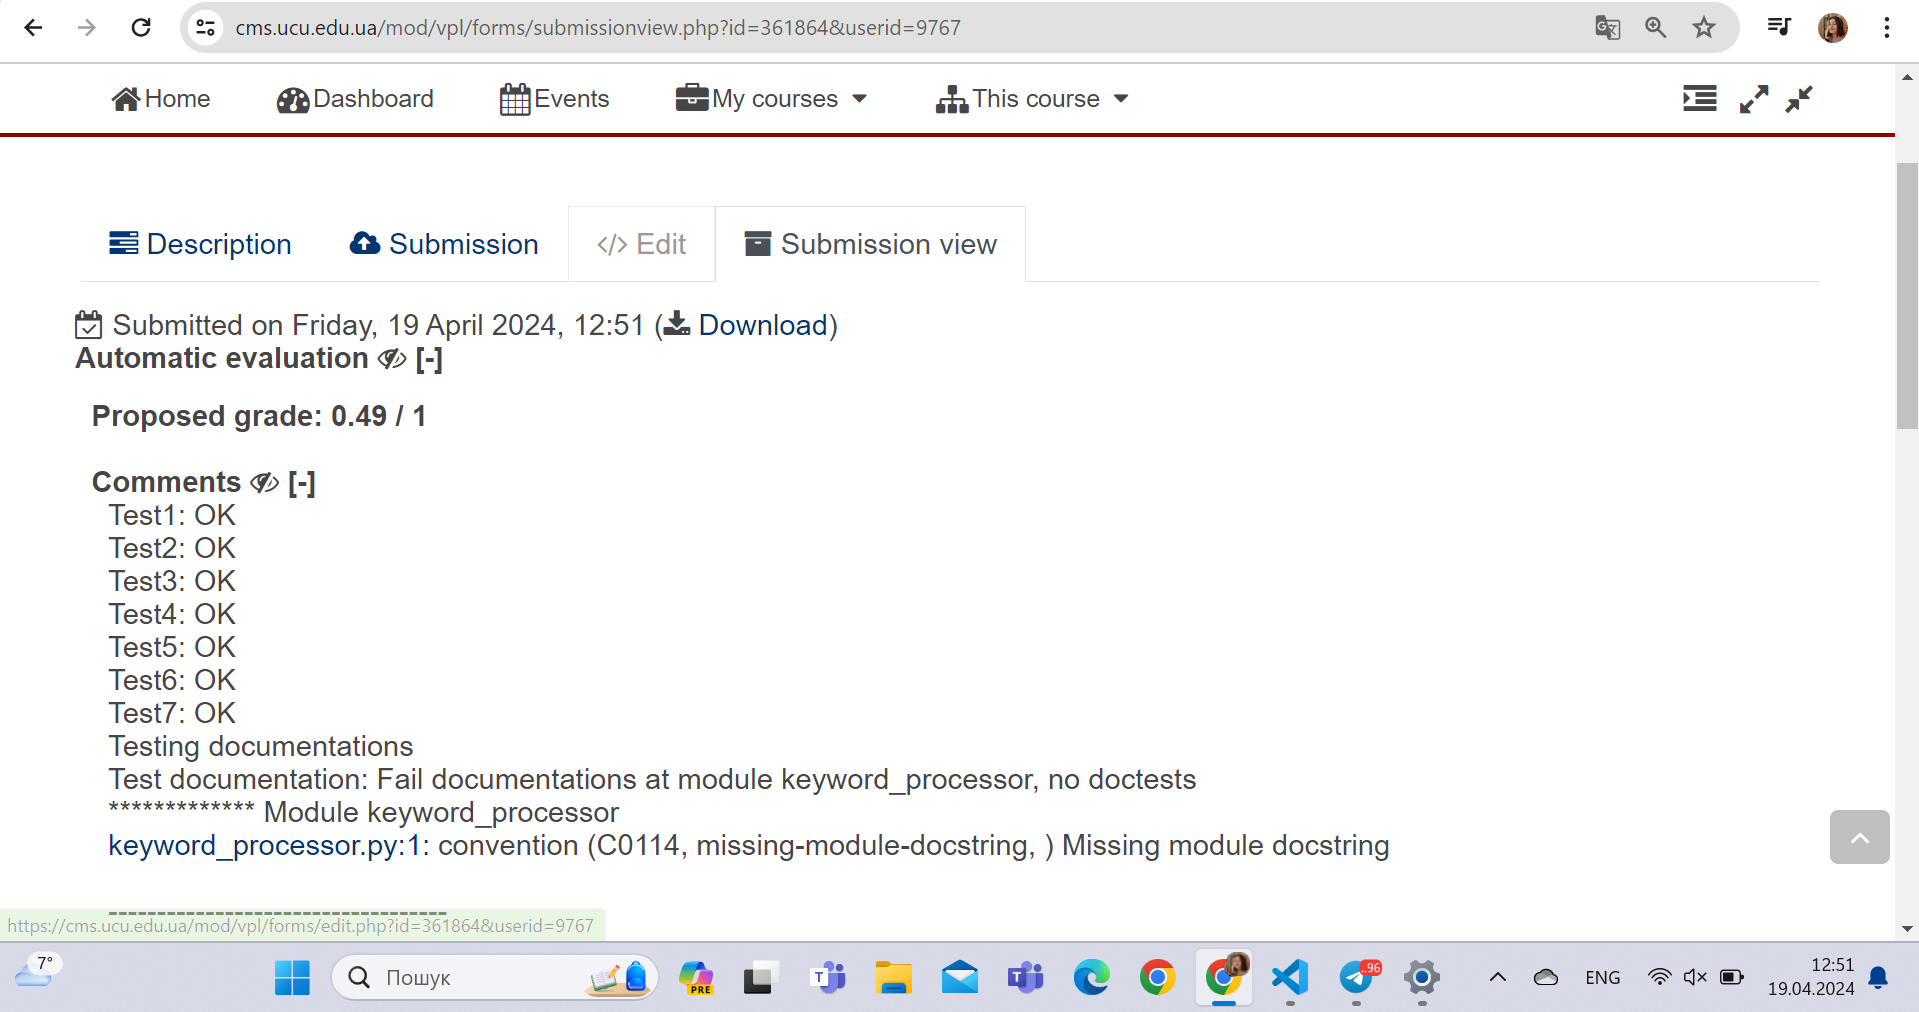 cms.ucu.edu.ua/mod/vpl/forms/submissionview.php?id=361864&userid=9767
Home Dashboard Events My courses This course
Description Submission </> Edit Submission view
Submitted on Friday, 19 April 2024, 12:51 (Download)
Automatic evaluation [-]
Proposed grade: 0.49 / 1
Comments [-]
Test1: OK
Test2: OK
Test3: OK
Test4: OK
Test5: OK
Test6: OK
Test7: OK
Testing documentations
Test documentation: Fail documentations at module keyword_processor, no doctests
************* Module keyword_processor
keyword_processor.py:1: convention (C0114, missing-module-docstring, ) Missing module docstring
-----------------------------------
https://cms.ucu.edu.ua/mod/vpl/forms/edit.php?id=361864&userid=9767
7° Пошук PRE T T ..96 ENG 12:51
19.04.2024